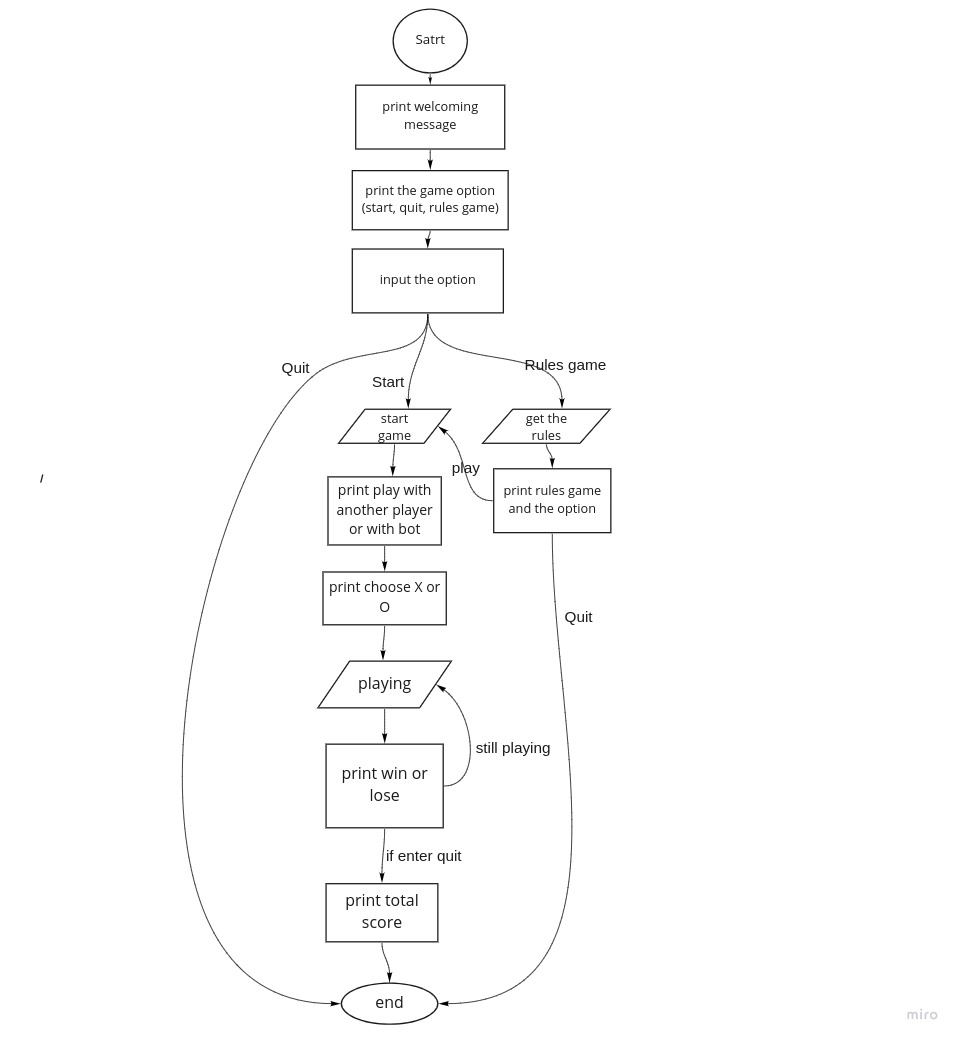 Satrt
print welcoming
message
print the game option
(start, quit, rules game)
input the option
Quit
Start
Rules game
start
game
get the
rules
play
print play with
another player
or with bot
print rules game
and the option
print choose X or
O
Quit
playing
still playing
print win or
lose
if enter quit
print total
score
end
miro